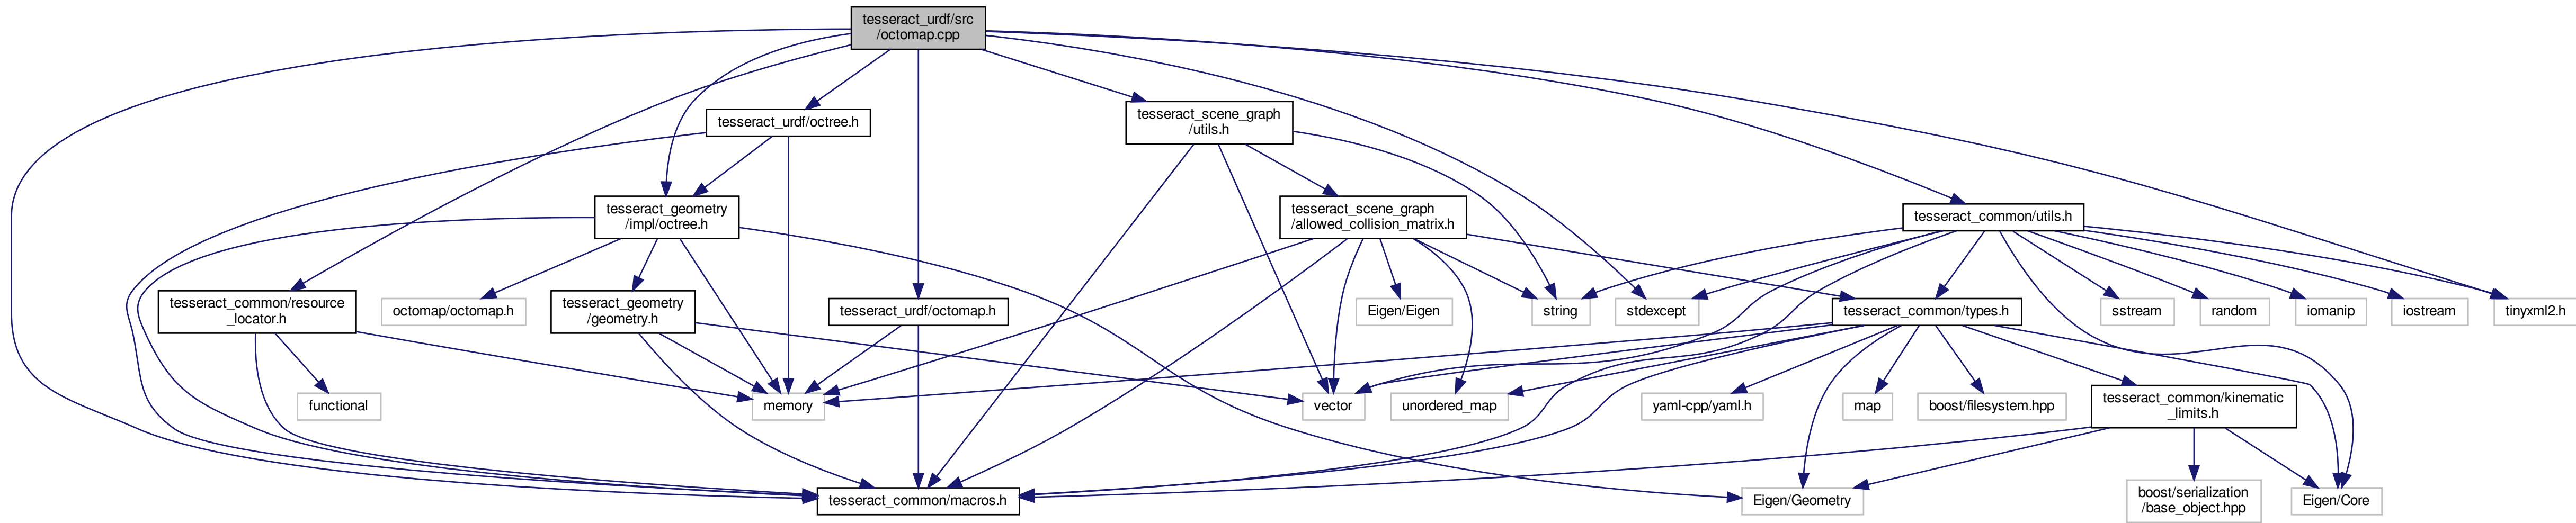 tesseract_urdf/src
/octomap.cpp
tesseract_urdf/octree.h
tesseract_scene_graph
/utils.h
tesseract_geometry
/impl/octree.h
tesseract_scene_graph
/allowed_collision_matrix.h
tesseract_common/utils.h
tesseract_common/resource
_locator.h
octomap/octomap.h
tesseract_geometry
/geometry.h
tesseract_urdf/octomap.h
Eigen/Eigen
string
stdexcept
tesseract_common/types.h
sstream
random
iomanip
iostream
tinyxml2.h
functional
memory
vector
unordered_map
yaml-cpp/yaml.h
map
boost/filesystem.hpp
tesseract_common/kinematic
_limits.h
tesseract_common/macros.h
Eigen/Geometry
boost/serialization
/base_object.hpp
Eigen/Core